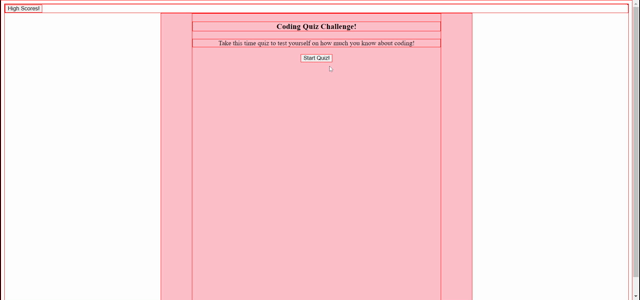 High Scores!
Coding Quiz Challenge!
Take this time quiz to test yourself on how much you know about coding!
Start Quiz!